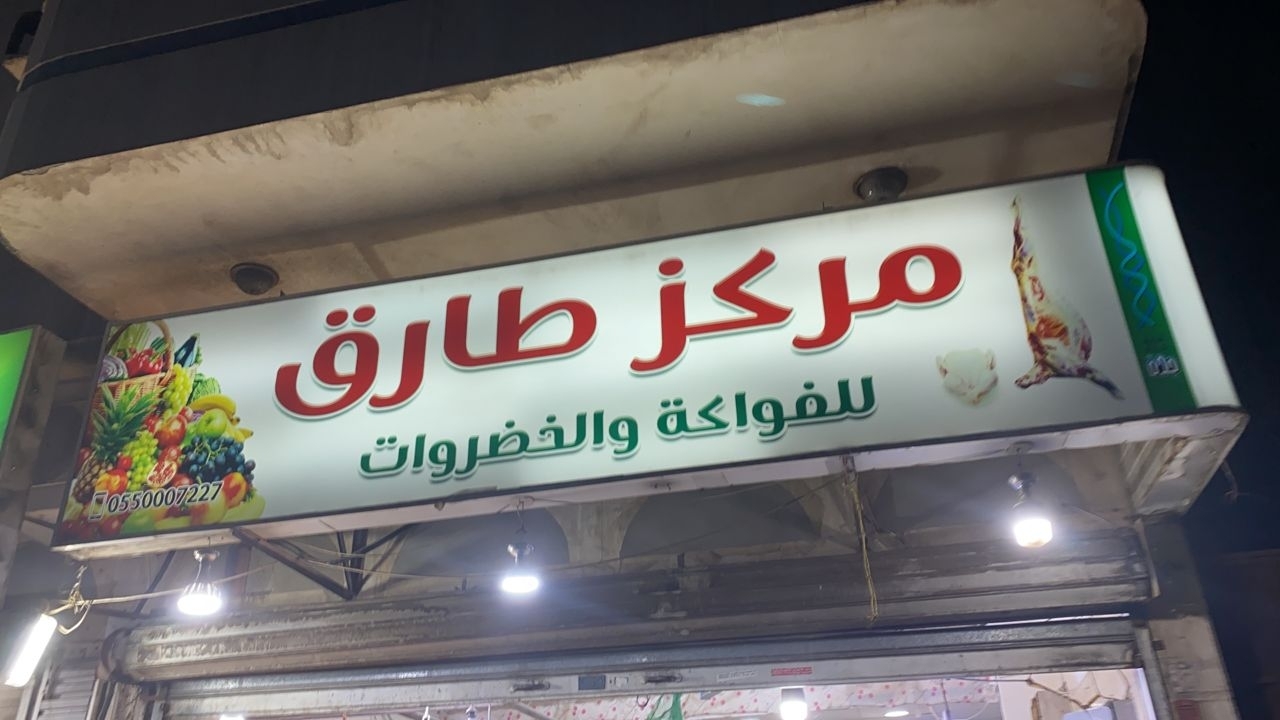 مركز طارق
للفواكة والخضروات
0550007227